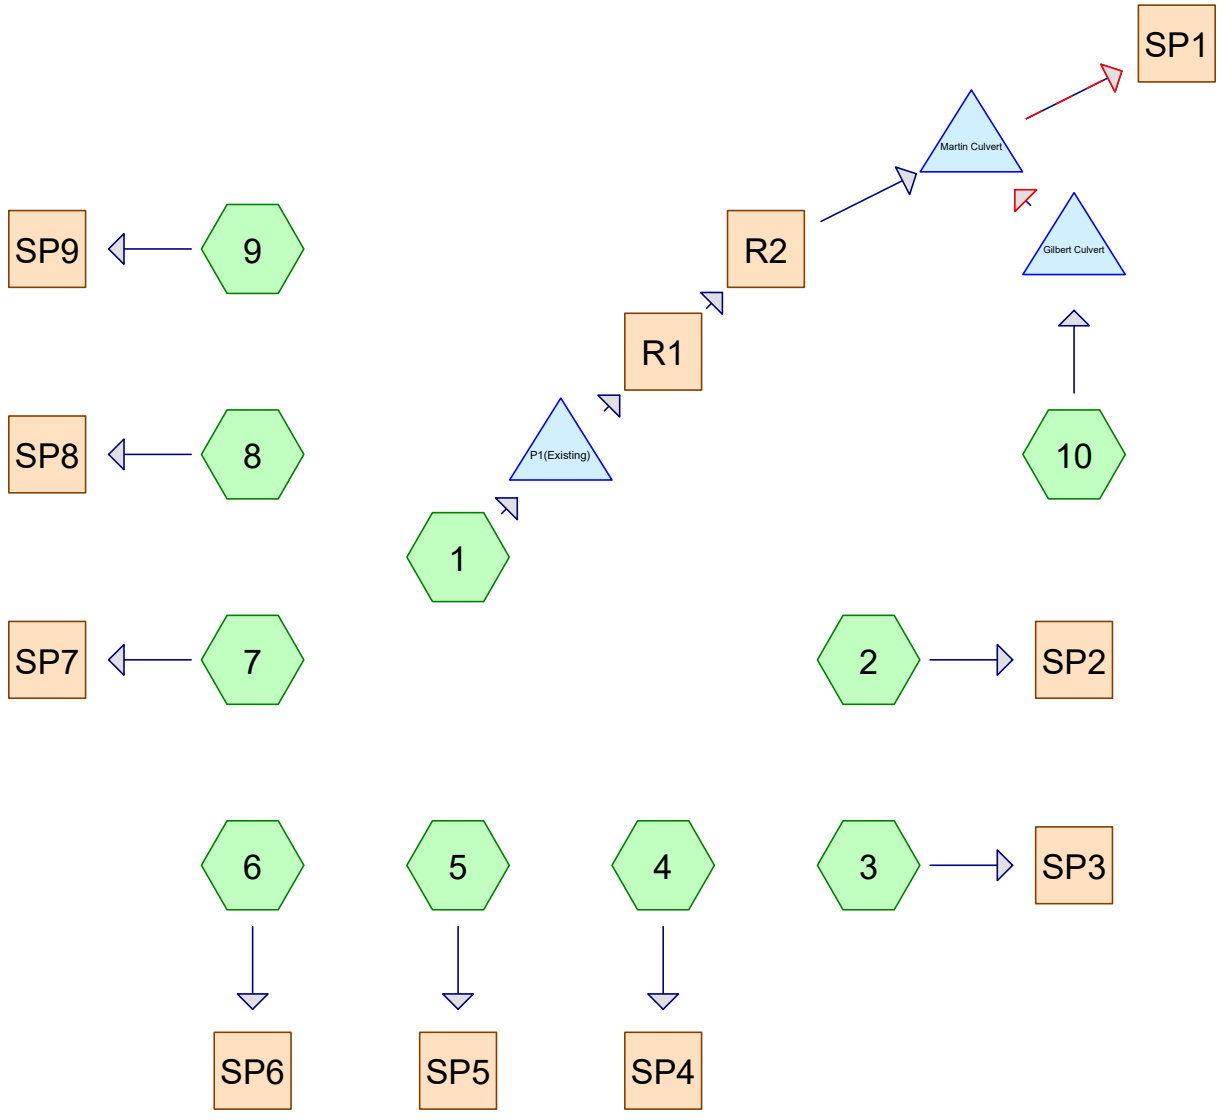 SP1
Martin Culvert
SP9
9
R2
Gilbert Culvert
R1
SP8
8
P1(Existing)
10
1
SP7
7
2
SP2
6
5
4
3
SP3
SP6
SP5
SP4